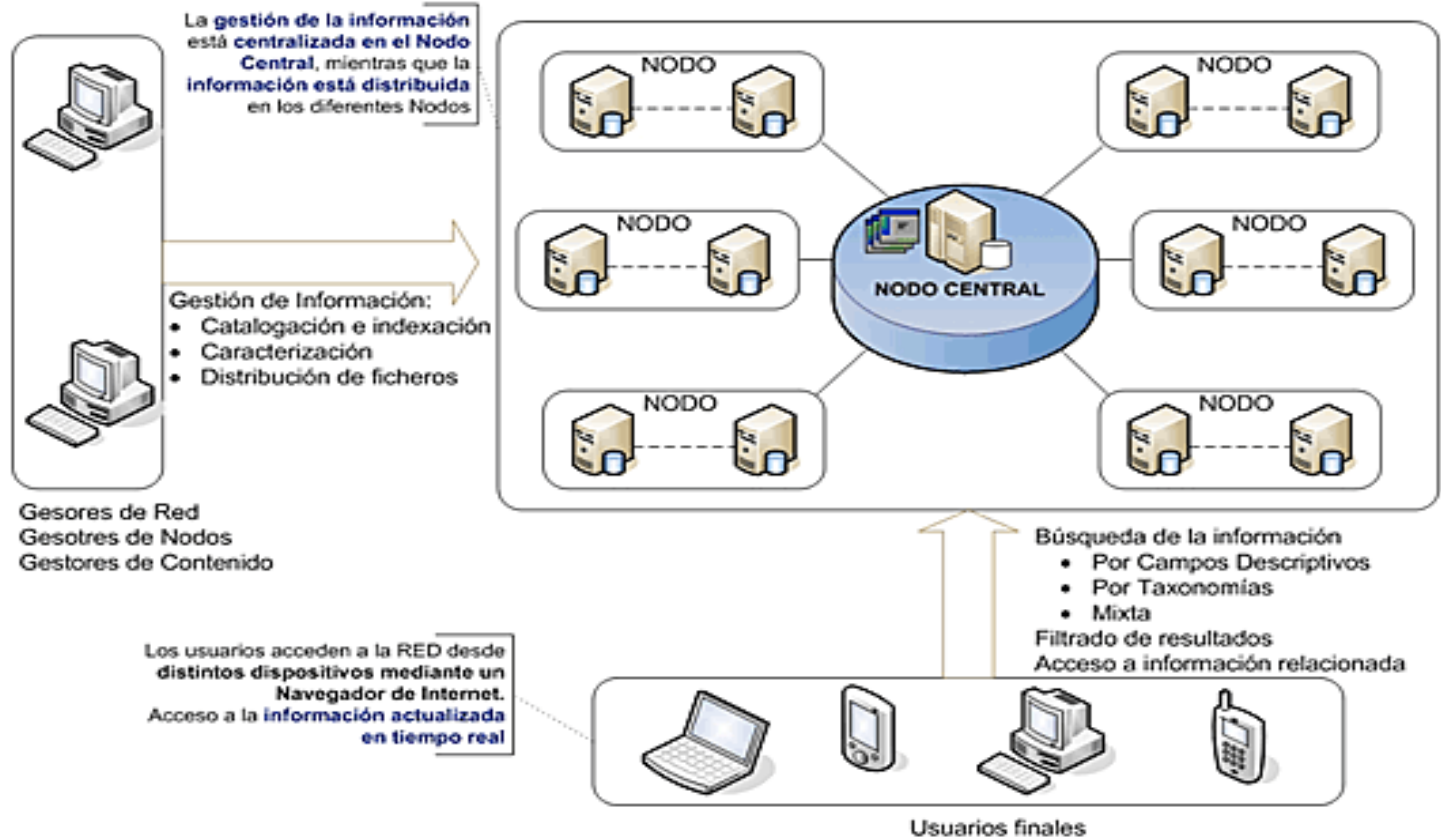 La gestión de la información
está centralizada en el Nodo
Central, mientras que la
información está distribuida
en los diferentes Nodos
NODO
NODO
NODO
NODO
NODO CENTRAL
NODO
NODO
Gestión de Información:
• Catalogación e indexación
• Caracterización
• Distribución de ficheros
Gesores de Red
Gesotres de Nodos
Gestores de Contenido
Búsqueda de la información
• Por Campos Descriptivos
• Por Taxonomías
• Mixta
Filtrado de resultados
Acceso a información relacionada
Los usuarios acceden a la RED desde
distintos dispositivos mediante un
Navegador de Internet.
Acceso a la información actualizada
en tiempo real
Usuarios finales